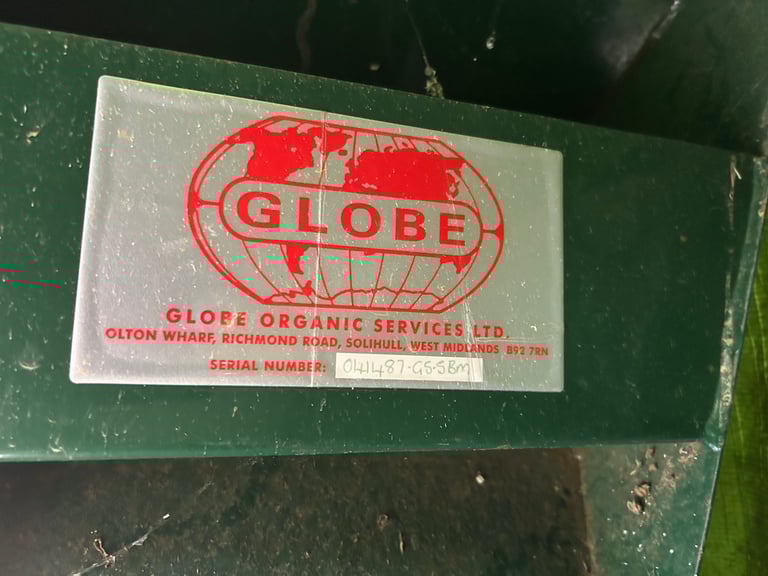 GLOBE
GLOBE ORGANIC SERVICES LTD.
OLTON WHARF, RICHMOND ROAD, SOLIHULL, WEST MIDLANDS B92 7RN
SERIAL NUMBER: 041487-GS-5BM